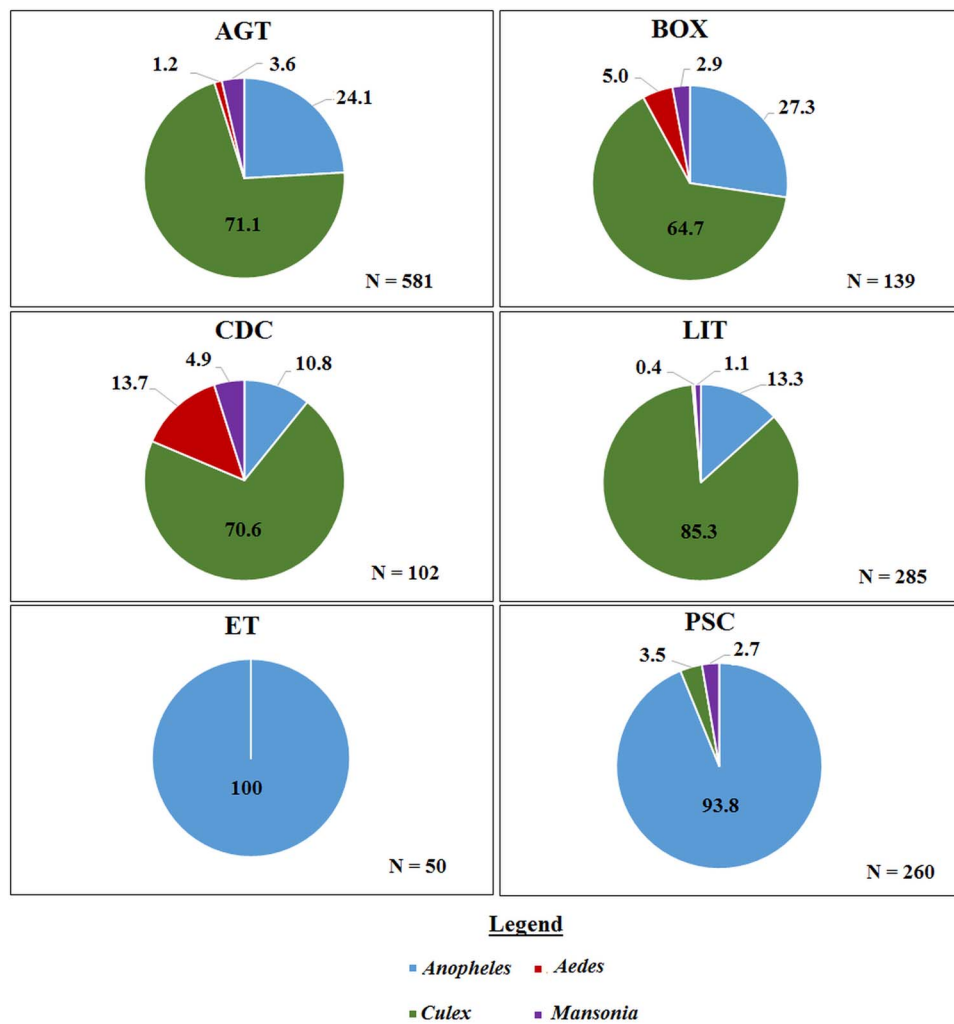 AGT
1.2
3.6
24.1
71.1
N = 581
BOX
5.0
2.9
27.3
64.7
N = 139
CDC
13.7
4.9
10.8
70.6
N = 102
LIT
0.4
1.1
13.3
85.3
N = 285
ET
100
N = 50
PSC
3.5
2.7
93.8
N = 260
Legend
Anopheles Aedes
Culex Mansonia